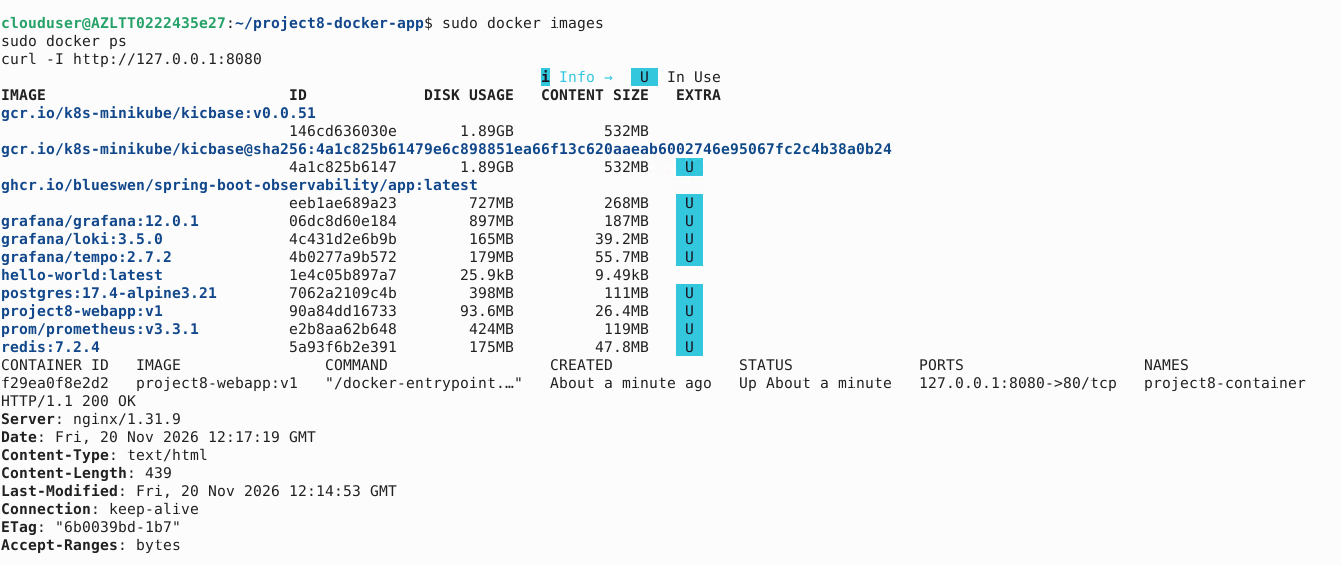 clouduser@AZLTT0222435e27:~/project8-docker-app$ sudo docker images
sudo docker ps
curl -I http://127.0.0.1:8080
i Info → U In Use
IMAGE ID DISK USAGE CONTENT SIZE EXTRA
gcr.io/k8s-minikube/kicbase:v0.0.51
146cd636030e 1.89GB 532MB
gcr.io/k8s-minikube/kicbase@sha256:4a1c825b61479e6c898851ea66f13c620aaeab6002746e95067fc2c4b38a0b24
4a1c825b6147 1.89GB 532MB U
ghcr.io/blueswen/spring-boot-observability/app:latest
eeb1ae689a23 727MB 268MB U
grafana/grafana:12.0.1 06dc8d60e184 897MB 187MB U
grafana/loki:3.5.0 4c431d2e6b9b 165MB 39.2MB U
grafana/tempo:2.7.2 4b0277a9b572 179MB 55.7MB U
hello-world:latest 1e4c05b897a7 25.9kB 9.49kB
postgres:17.4-alpine3.21 7062a2109c4b 398MB 111MB U
project8-webapp:v1 90a84dd16733 93.6MB 26.4MB U
prom/prometheus:v3.3.1 e2b8aa62b648 424MB 119MB U
redis:7.2.4 5a93f6b2e391 175MB 47.8MB U
CONTAINER ID IMAGE COMMAND CREATED STATUS PORTS NAMES
f29ea0f8e2d2 project8-webapp:v1 "/docker-entrypoint.…" About a minute ago Up About a minute 127.0.0.1:8080->80/tcp project8-container
HTTP/1.1 200 OK
Server: nginx/1.31.9
Date: Fri, 20 Nov 2026 12:17:19 GMT
Content-Type: text/html
Content-Length: 439
Last-Modified: Fri, 20 Nov 2026 12:14:53 GMT
Connection: keep-alive
ETag: "6b0039bd-1b7"
Accept-Ranges: bytes